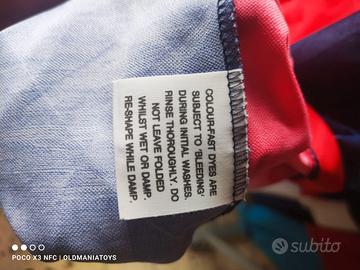 COLOUR-FAST DYES ARE
SUBJECT TO 'BLEEDING'
DURING INITIAL WASHES.
RINSE THOROUGHLY. DO
NOT LEAVE FOLDED
WHILST WET OR DAMP.
RE-SHAPE WHILE DAMP.
POCO X3 NFC | OLDMANIATOYS
subito